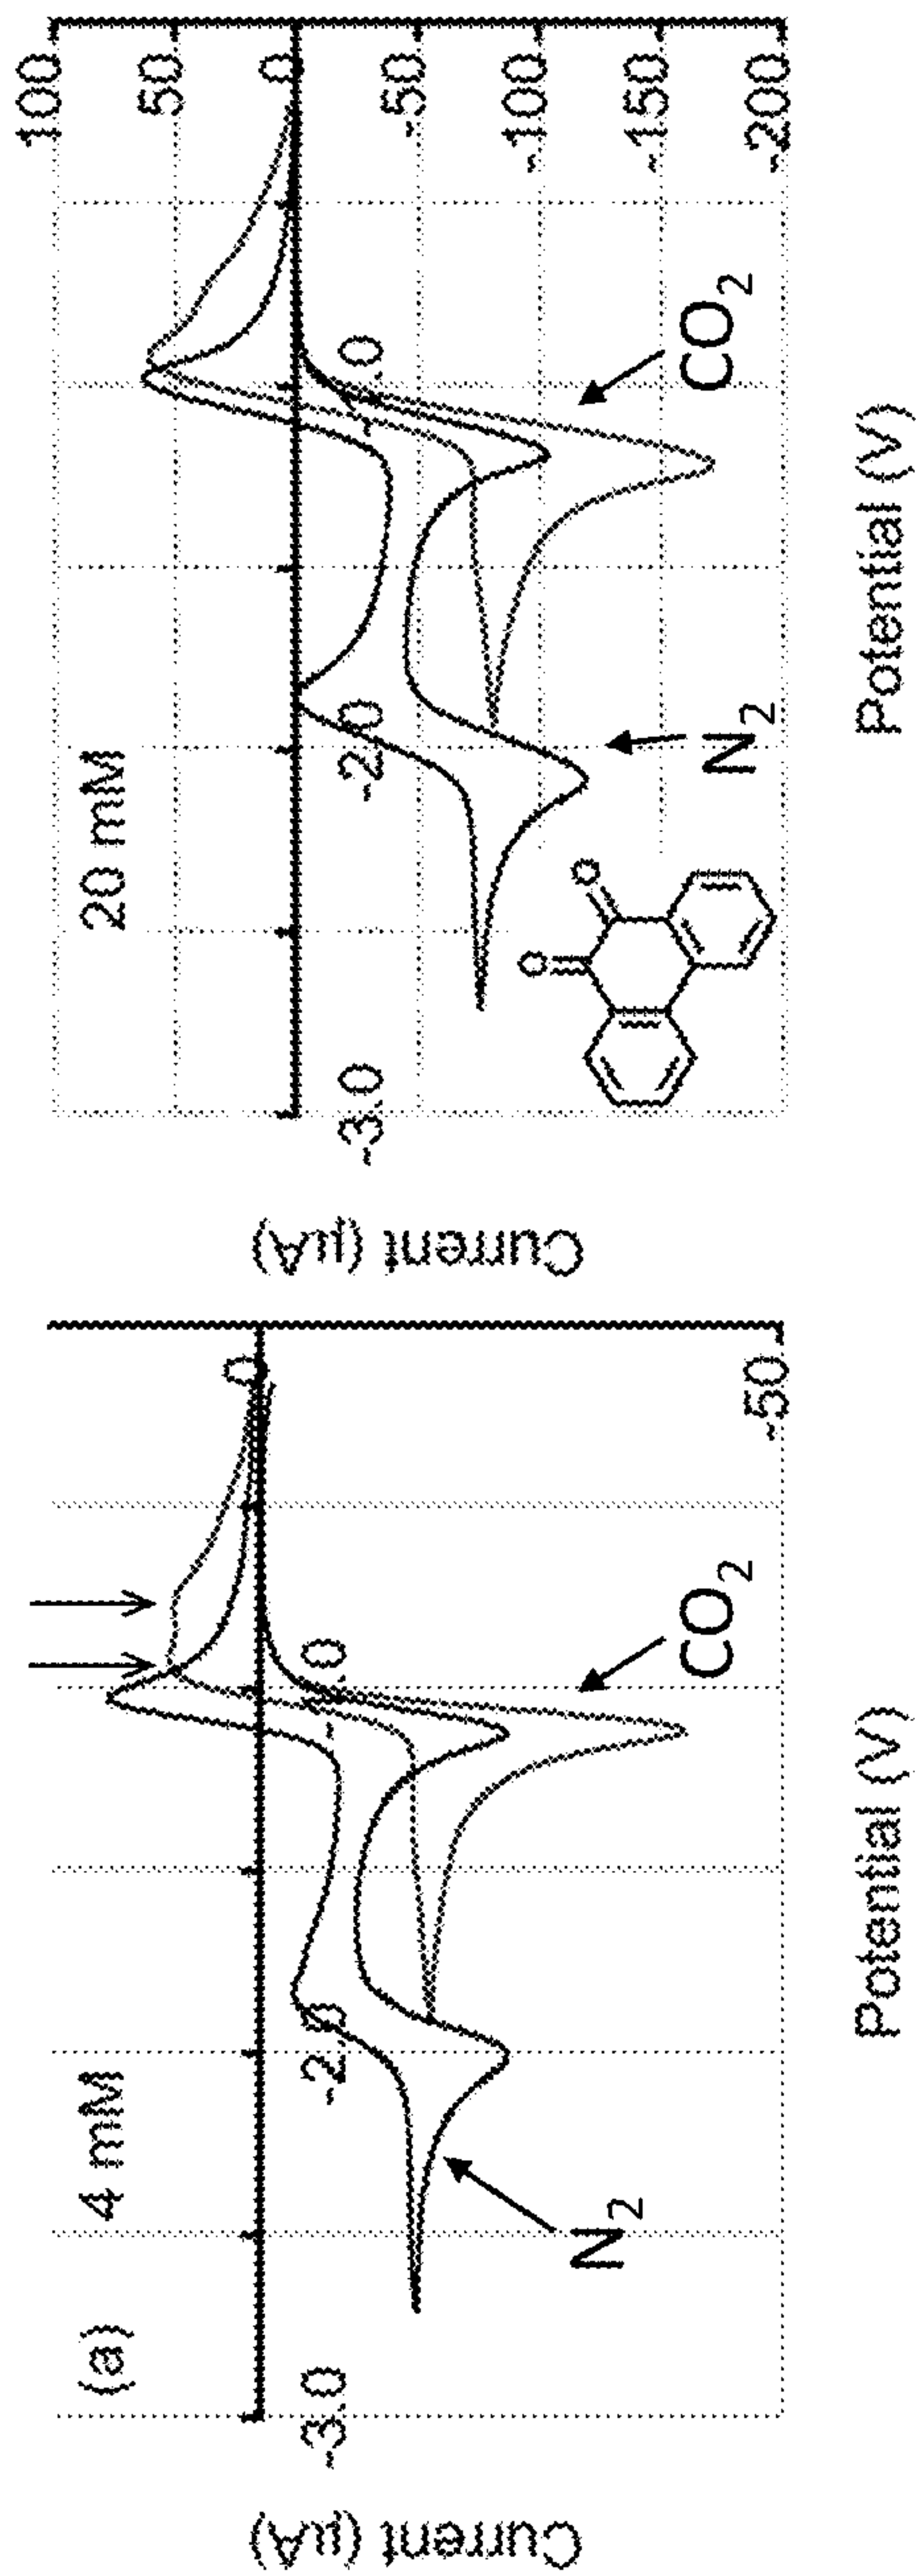 (a)
4 mM
0
-1.0
-2.0
-3.0
-50
N2
CO2
Current (µA)
Potential (V)
20 mM
100
50
0
-50
-100
-150
-200
-1.0
-2.0
-3.0
N2
CO2
O
O
Current (µA)
Potential (V)